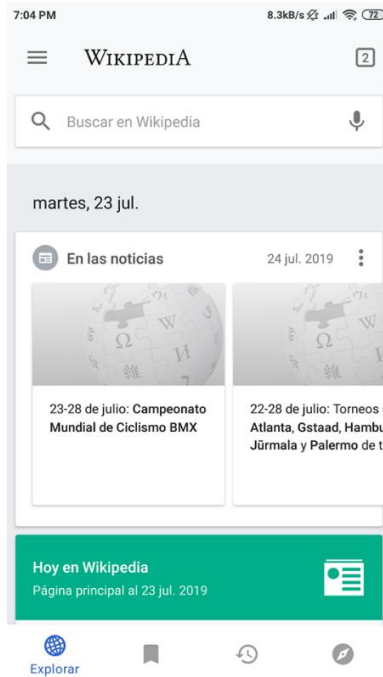 7:04 PM 8.3kB/s 72
WIKIPEDIA 2
Buscar en Wikipedia
martes, 23 jul.
En las noticias 24 jul. 2019
23-28 de julio: Campeonato
Mundial de Ciclismo BMX
22-28 de julio: Torneos
Atlanta, Gstaad, Hambu
Jūrmala y Palermo de t
Hoy en Wikipedia
Página principal al 23 jul. 2019
Explorar